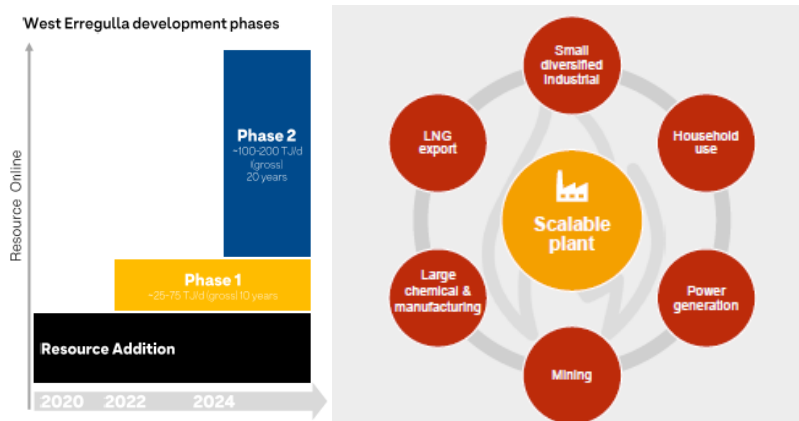 West Erregulla development phases
Resource Online
Phase 2
~100-200 TJ/d
(gross)
20 years
Phase 1
~25-75 TJ/d (gross) 10 years
Resource Addition
2020
2022
2024
Small
diversified
industrial
LNG
export
Household
use
Scalable
plant
Large
chemical &
manufacturing
Power
generation
Mining